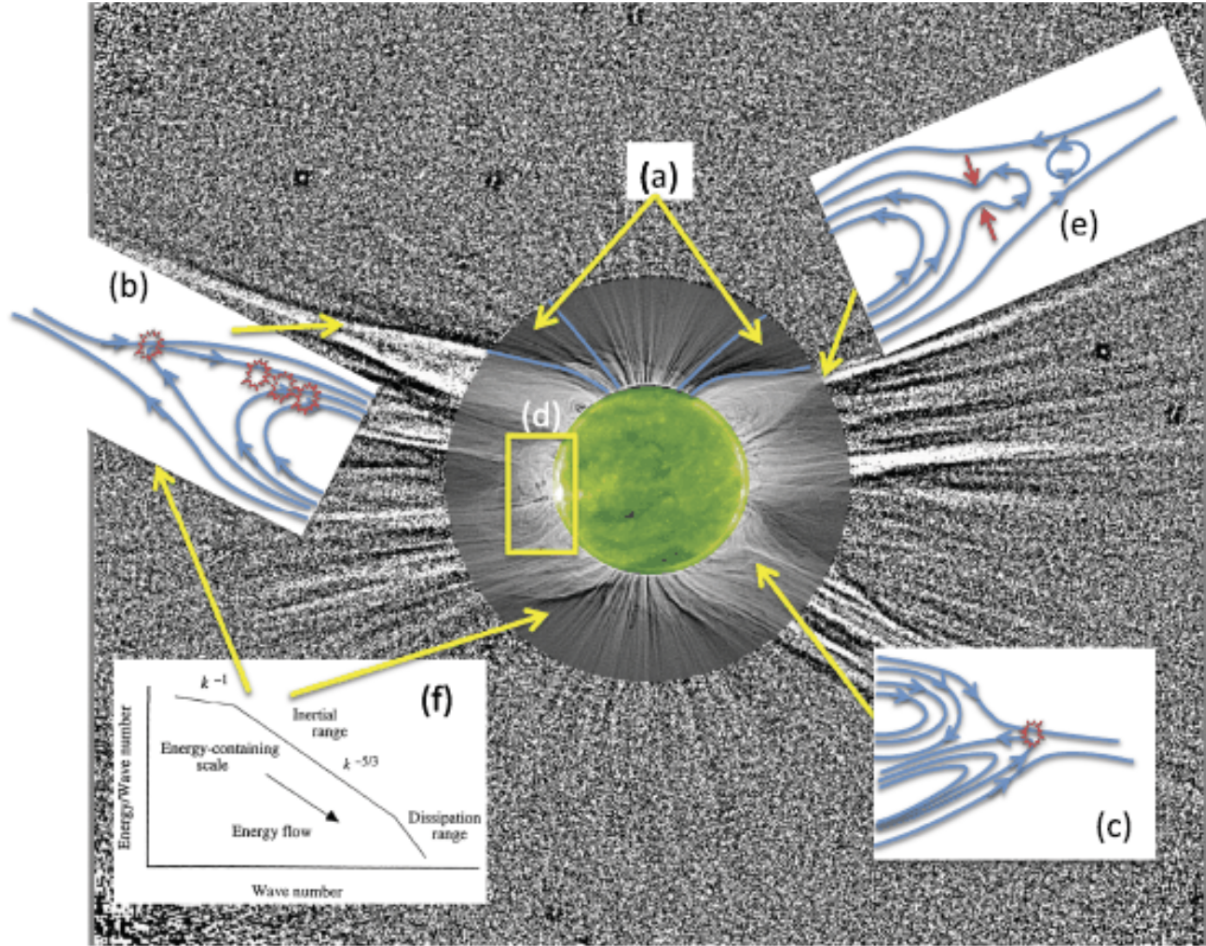 (a)
(e)
(b)
(d)
(f)
k⁻¹
Inertial
range
Energy-containing
scale
k⁻⁵/³
Energy flow
Dissipation
range
Energy/Wave number
Wave number
(c)